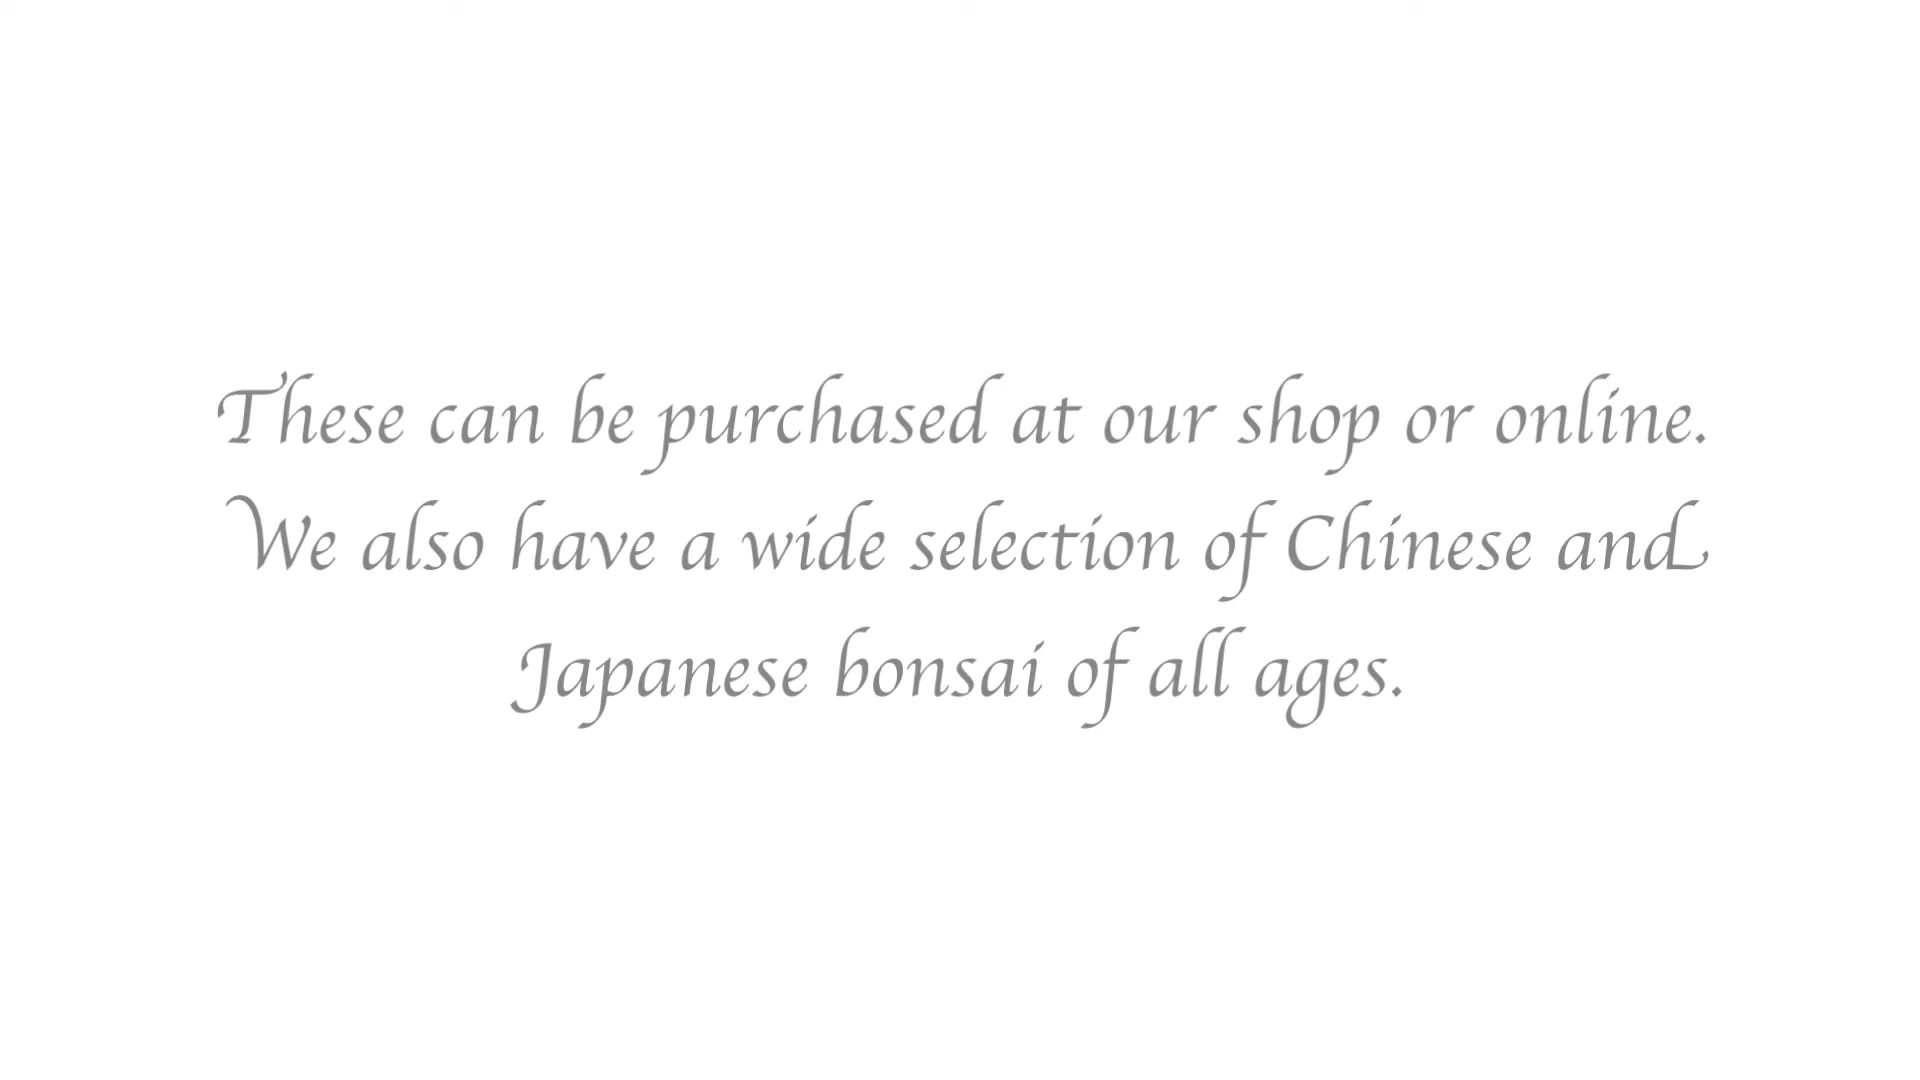 These can be purchased at our shop or online.
We also have a wide selection of Chinese and
Japanese bonsai of all ages.